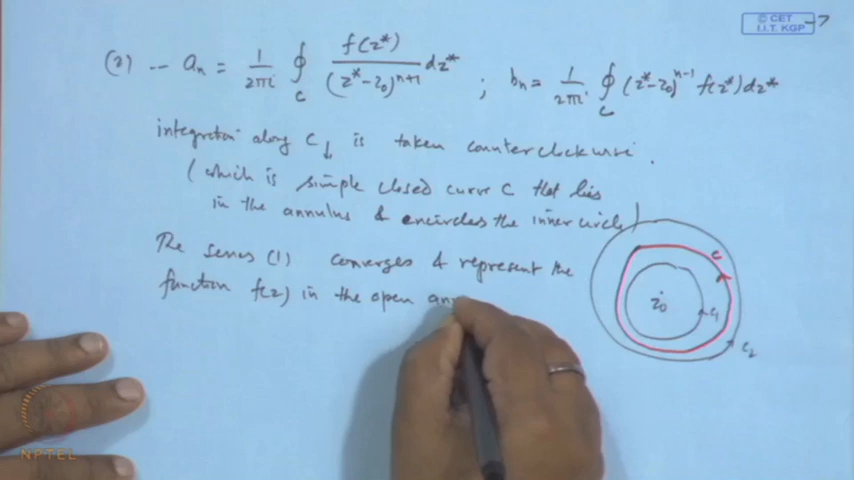 © CET
I.I.T. KGP
-7
(2) -- aₙ = 1/2πi ∮_C f(z*)/(z*-z₀)ⁿ⁺¹ dz* ; bₙ = 1/2πi ∮_C (z*-z₀)ⁿ⁻¹ f(z*) dz*
integration along C is taken counterclockwise.
(which is simple closed curve C that lies
in the annulus & encircles the inner circle)
The series (1) converges & represent the
function f(z) in the open ann
C
z₀
C₁
C₂
NPTEL